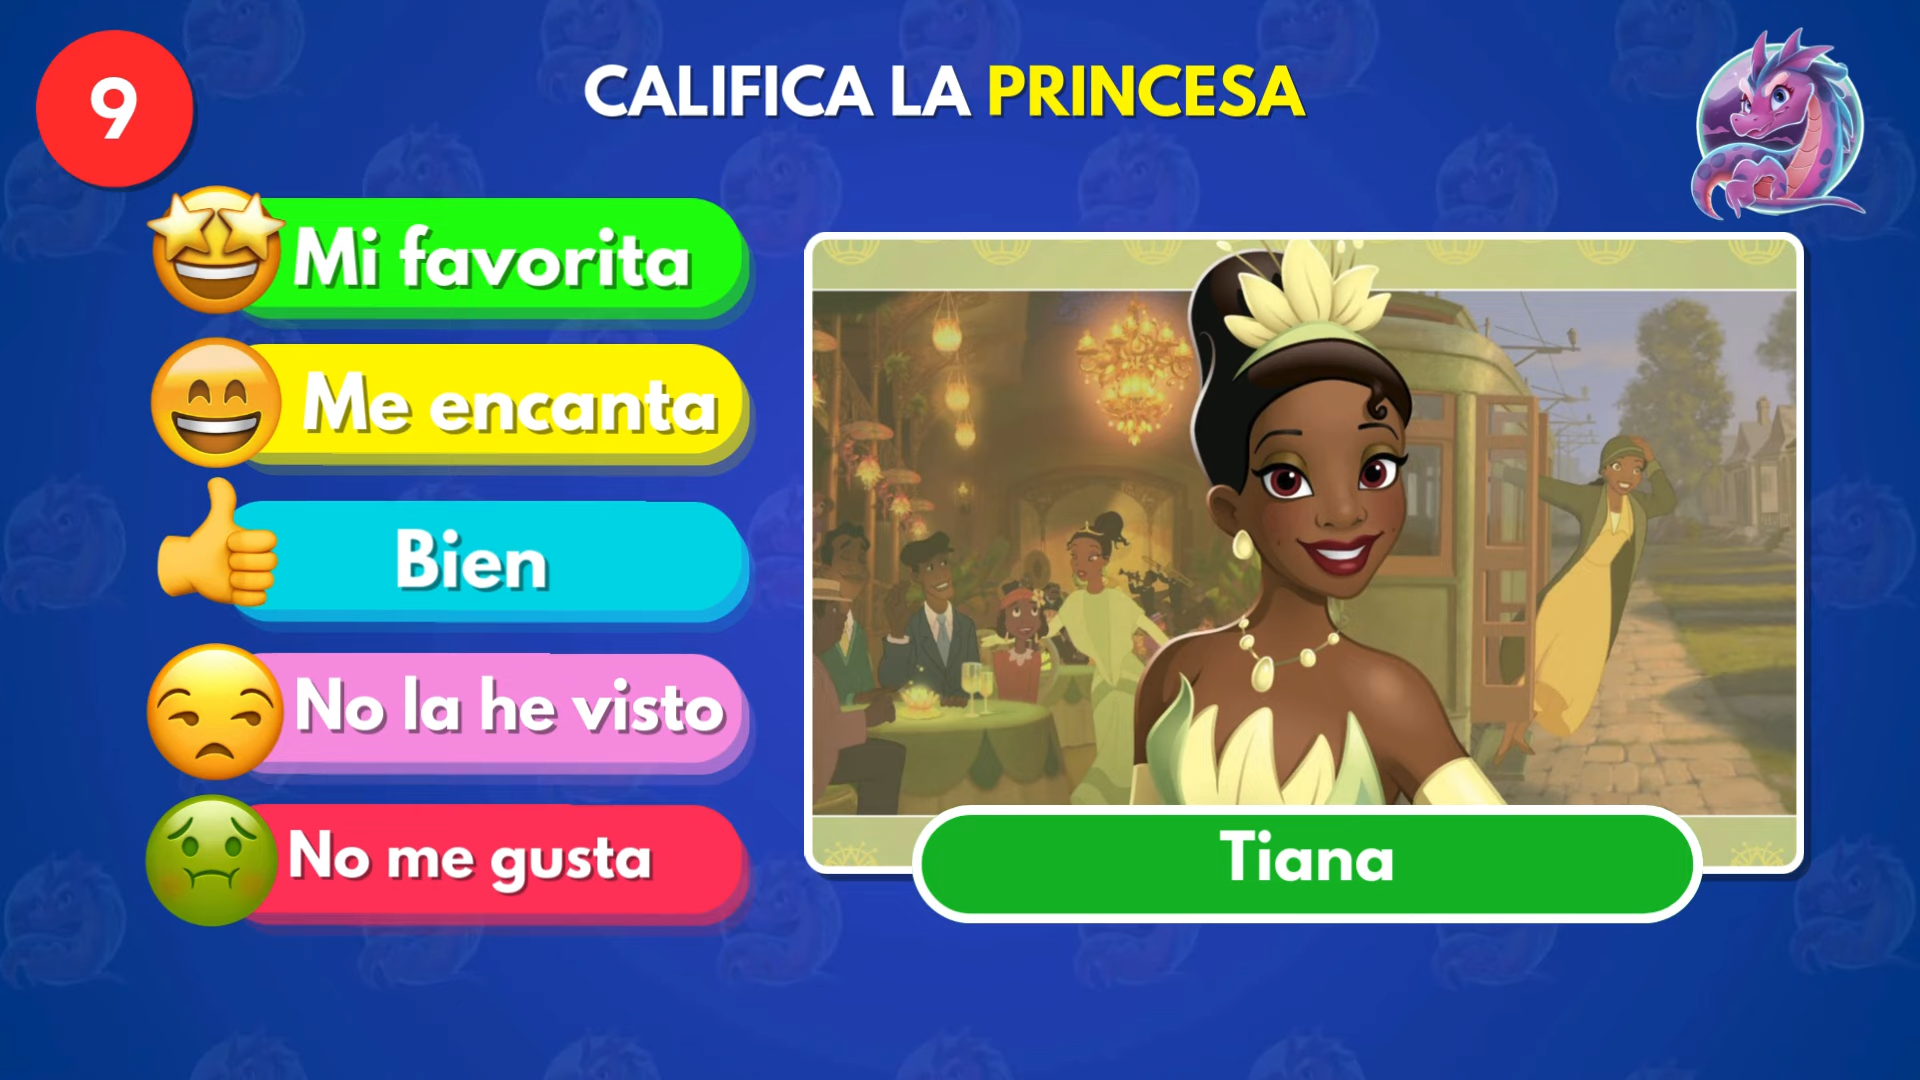 9
CALIFICA LA PRINCESA
Mi favorita
Me encanta
Bien
No la he visto
No me gusta
Tiana